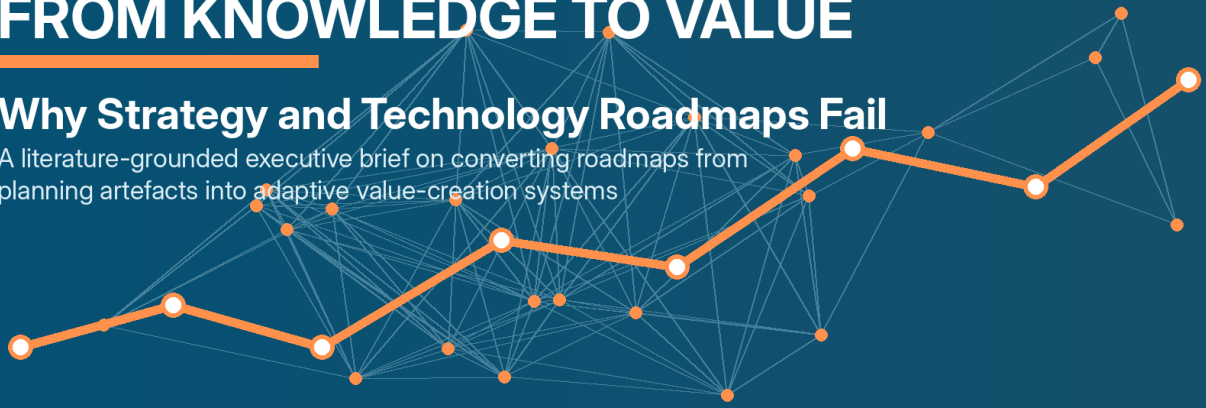 FROM KNOWLEDGE TO VALUE
Why Strategy and Technology Roadmaps Fail
A literature-grounded executive brief on converting roadmaps from
planning artefacts into adaptive value-creation systems